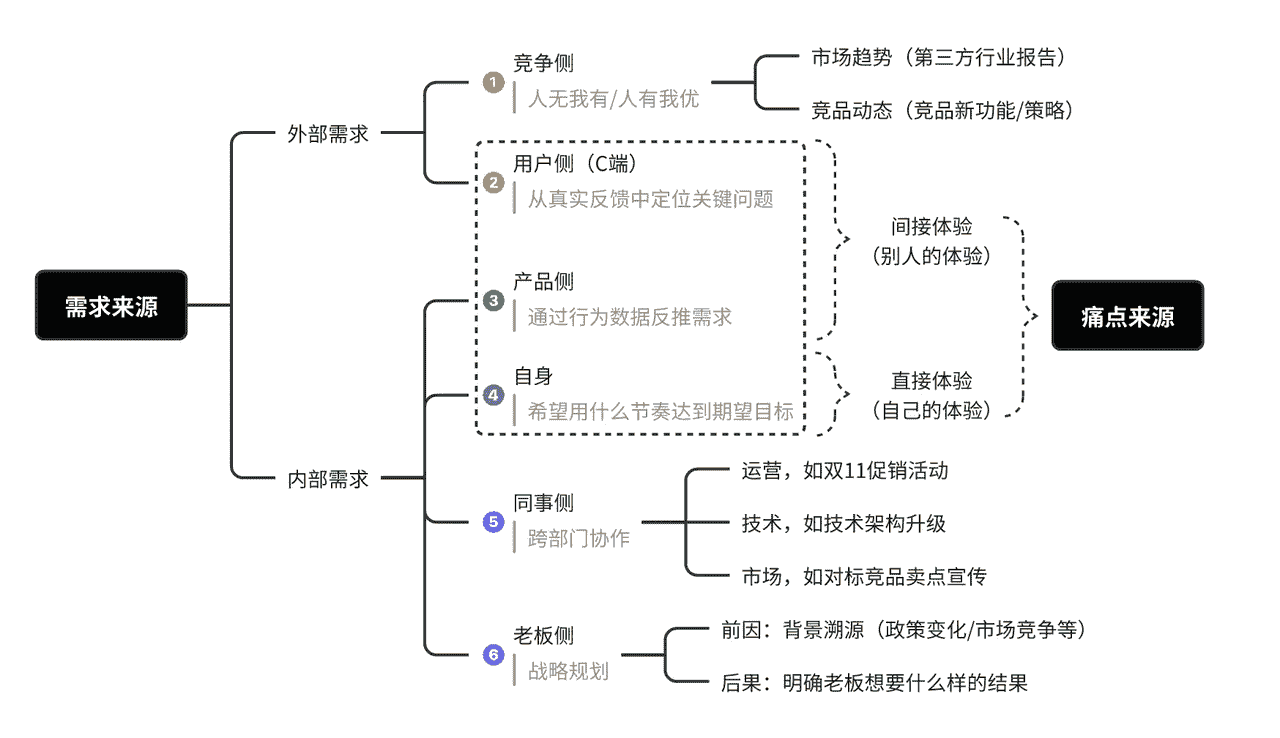 需求来源
外部需求
1
竞争侧
人无我有/人有我优
市场趋势（第三方行业报告）
竞品动态（竞品新功能/策略）
2
用户侧（C端）
从真实反馈中定位关键问题
内部需求
3
产品侧
通过行为数据反推需求
4
自身
希望用什么节奏达到期望目标
间接体验
（别人的体验）
直接体验
（自己的体验）
痛点来源
5
同事侧
跨部门协作
运营，如双11促销活动
技术，如技术架构升级
市场，如对标竞品卖点宣传
6
老板侧
战略规划
前因：背景溯源（政策变化/市场竞争等）
后果：明确老板想要什么样的结果